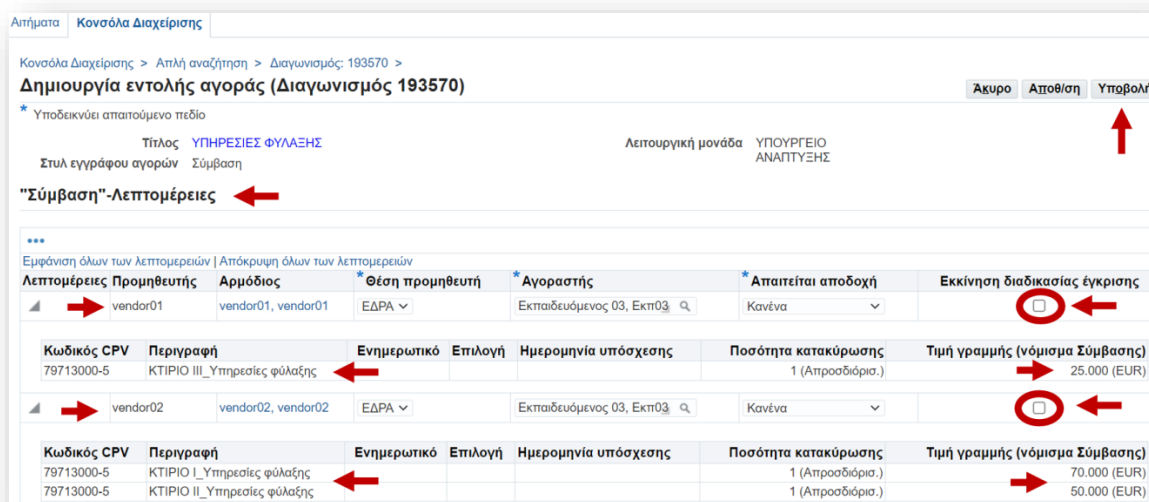 Αιτήματα Κονσόλα Διαχείρισης
Κονσόλα Διαχείρισης > Απλή αναζήτηση > Διαγωνισμός: 193570 >
Δημιουργία εντολής αγοράς (Διαγωνισμός 193570) Άκυρο Αποθ/ση Υποβολή
* Υποδεικνύει απαιτούμενο πεδίο
Τίτλος ΥΠΗΡΕΣΙΕΣ ΦΥΛΑΞΗΣ Λειτουργική μονάδα ΥΠΟΥΡΓΕΙΟ
ΑΝΑΠΤΥΞΗΣ
Στυλ εγγράφου αγορών Σύμβαση
"Σύμβαση"-Λεπτομέρειες
Εμφάνιση όλων των λεπτομερειών | Απόκρυψη όλων των λεπτομερειών
Λεπτομέρειες Προμηθευτής Αρμόδιος * Θέση προμηθευτή * Αγοραστής * Απαιτείται αποδοχή Εκκίνηση διαδικασίας έγκρισης
vendor01 vendor01, vendor01 ΕΔΡΑ Εκπαιδευόμενος 03, Εκπ03 Κανένα
Κωδικός CPV Περιγραφή Ενημερωτικό Επιλογή Ημερομηνία υπόσχεσης Ποσότητα κατακύρωσης Τιμή γραμμής (νόμισμα Σύμβασης)
79713000-5 ΚΤΙΡΙΟ ΙΙΙ_Υπηρεσίες φύλαξης 1 (Απροσδιόρισ.) 25.000 (EUR)
vendor02 vendor02, vendor02 ΕΔΡΑ Εκπαιδευόμενος 03, Εκπ03 Κανένα
Κωδικός CPV Περιγραφή Ενημερωτικό Επιλογή Ημερομηνία υπόσχεσης Ποσότητα κατακύρωσης Τιμή γραμμής (νόμισμα Σύμβασης)
79713000-5 ΚΤΙΡΙΟ Ι_Υπηρεσίες φύλαξης 1 (Απροσδιόρισ.) 70.000 (EUR)
79713000-5 ΚΤΙΡΙΟ ΙΙ_Υπηρεσίες φύλαξης 1 (Απροσδιόρισ.) 50.000 (EUR)